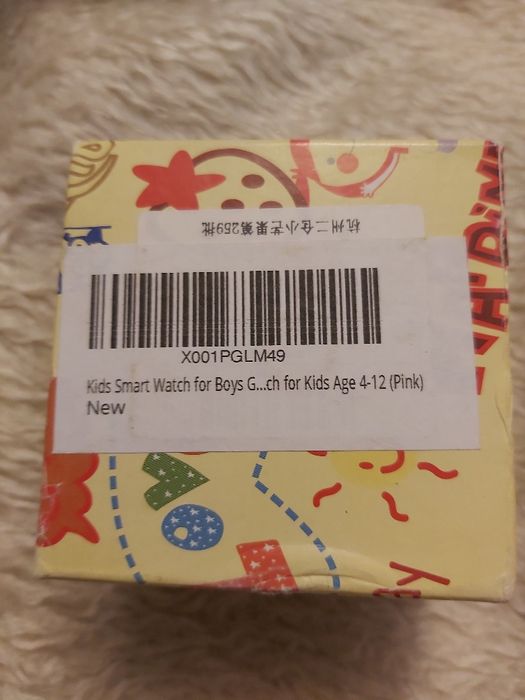 杭州二仓小芒果第259批
X001PGLM49
Kids Smart Watch for Boys G...ch for Kids Age 4-12 (Pink)
New